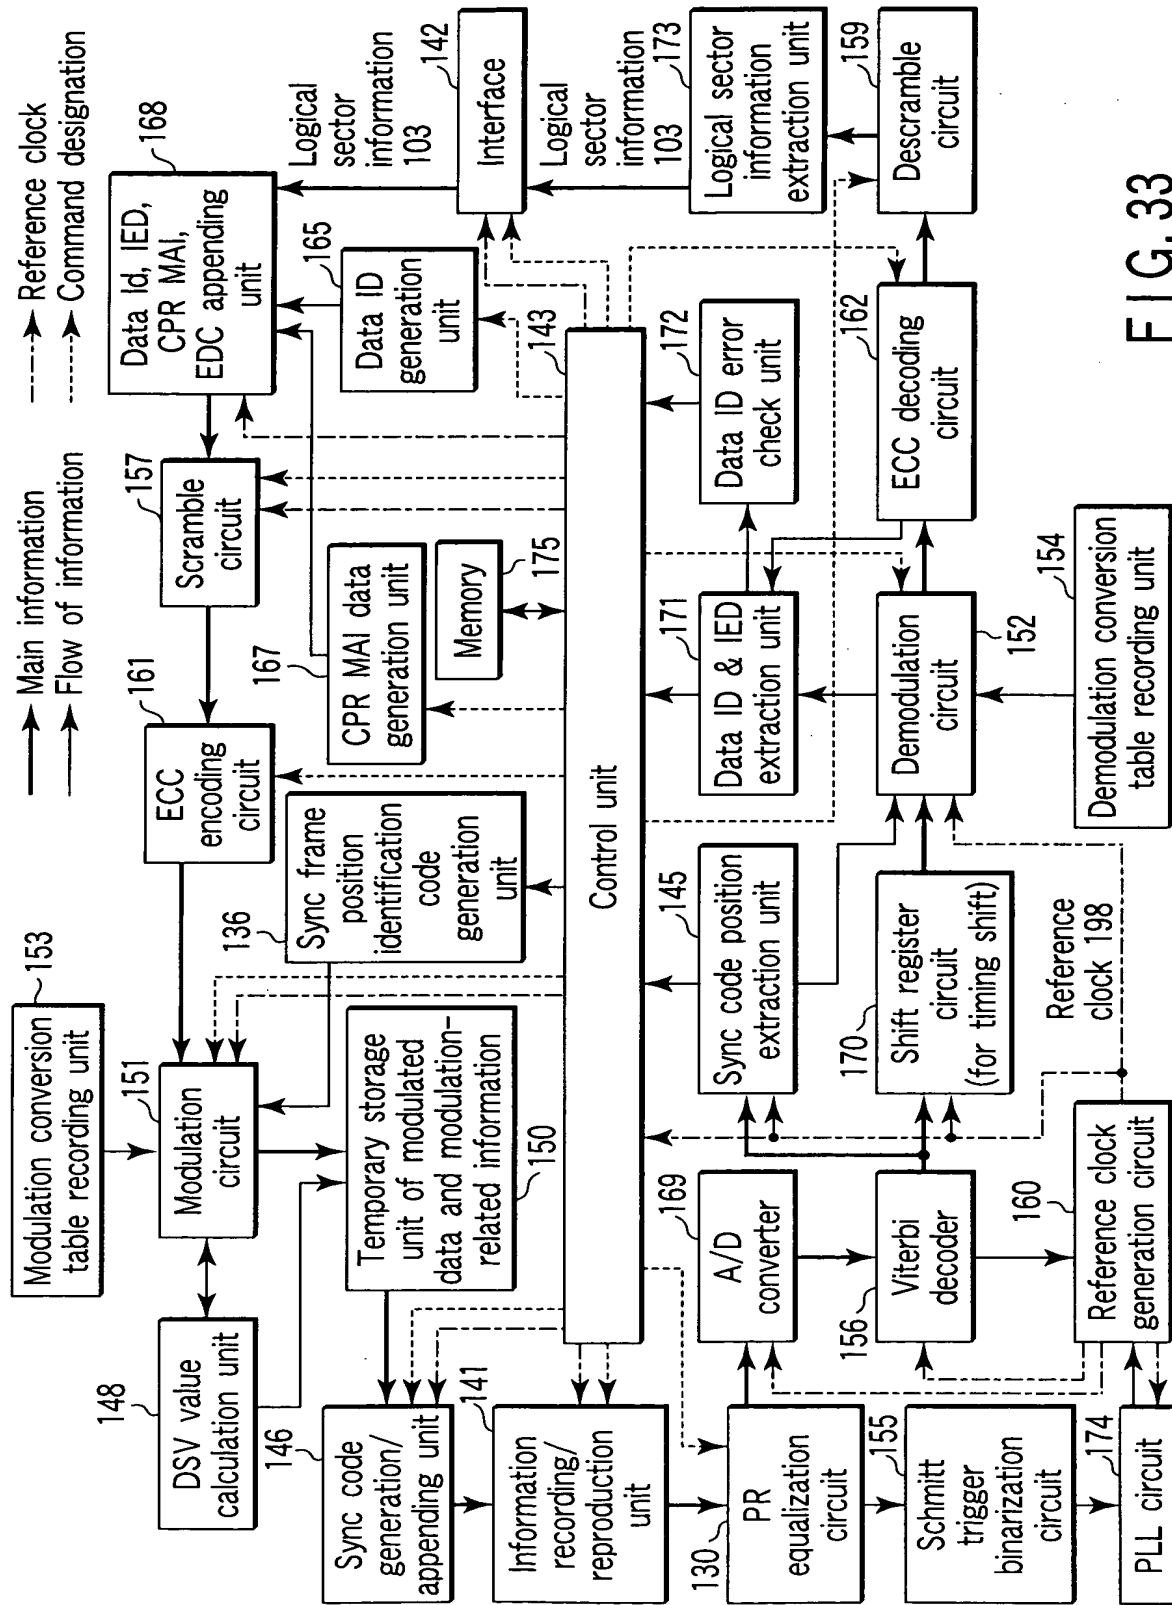 Main information
Flow of information
Reference clock
Command designation
153
Modulation conversion
table recording unit
148
DSV value
calculation unit
151
Modulation
circuit
161
ECC
encoding
circuit
157
Scramble
circuit
168
Data Id, IED,
CPR MAI,
EDC appending
unit
Logical
sector
information
103
142
Interface
165
Data ID
generation
unit
167
CPR MAI data
generation unit
Memory
175
136
Sync frame
position
identification
code
generation
unit
Temporary storage
unit of modulated
data and modulation-
related information
150
146
Sync code
generation/
appending unit
141
Information
recording/
reproduction
unit
143
Control unit
Logical
sector
information
103
173
Logical sector
information
extraction unit
159
Descramble
circuit
172
Data ID error
check unit
171
Data ID & IED
extraction unit
162
ECC decoding
circuit
145
Sync code position
extraction unit
152
Demodulation
circuit
154
Demodulation conversion
table recording unit
170
Shift register
circuit
(for timing shift)
Reference
clock 198
169
A/D
converter
156
Viterbi
decoder
160
Reference clock
generation circuit
130
PR
equalization
circuit
155
Schmitt
trigger
binarization
circuit
174
PLL circuit
FIG. 33